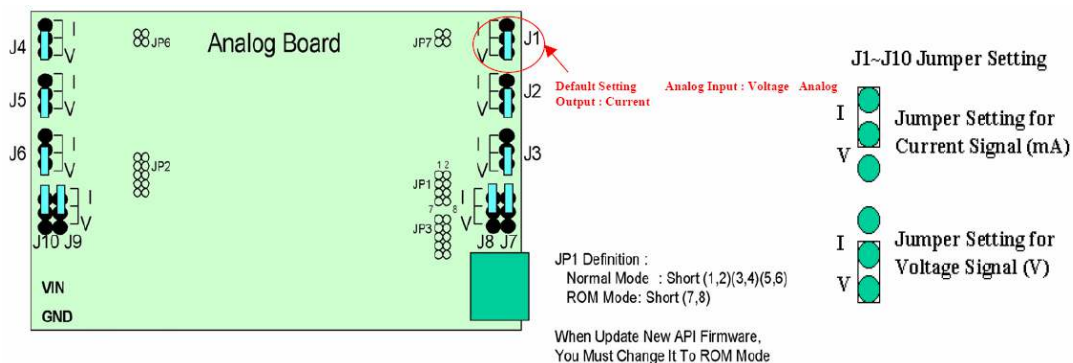 J4
I
V
JP6
Analog Board
JP7
I
V
J1
J5
I
V
I
V
J2
J6
I
V
JP2
I
V
J3
1 2
JP1
7 8
JP3
I
V
J10 J9
I
V
J8 J7
VIN
GND
Default Setting Analog Input : Voltage Analog
Output : Current
JP1 Definition :
Normal Mode : Short (1,2)(3,4)(5,6)
ROM Mode: Short (7,8)
When Update New API Firmware,
You Must Change It To ROM Mode
J1~J10 Jumper Setting
I
V
Jumper Setting for
Current Signal (mA)
I
V
Jumper Setting for
Voltage Signal (V)